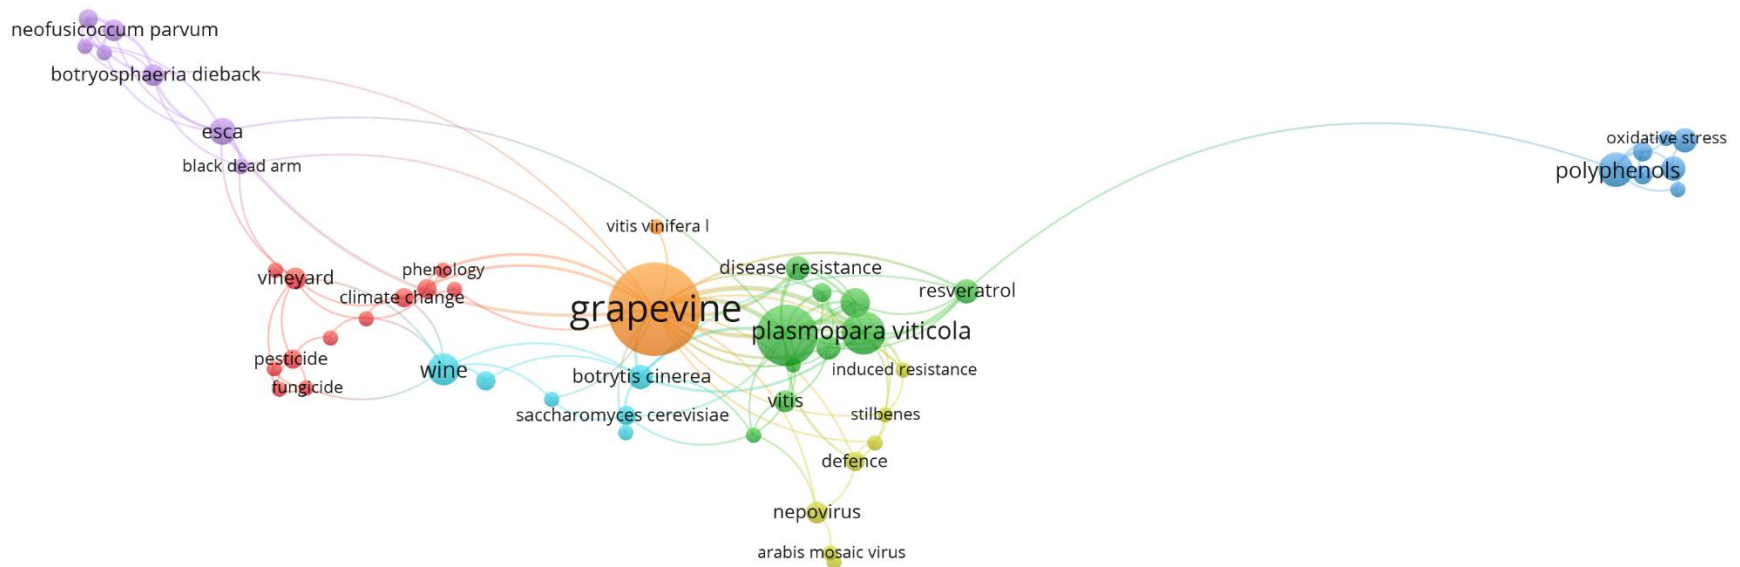 neofusicoccum parvum
botryosphaeria dieback
esca
oxidative stress
black dead arm
polyphenols
vitis vinifera l
disease resistance
phenology
vineyard
resveratrol
climate change
grapevine
plasmopara viticola
pesticide
wine
induced resistance
botrytis cinerea
fungicide
vitis
saccharomyces cerevisiae
stilbenes
defence
nepovirus
arabis mosaic virus